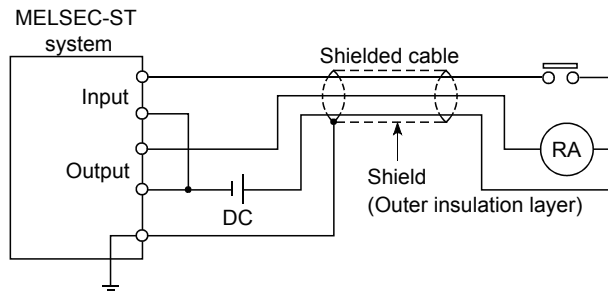 MELSEC-ST
system
Shielded cable
Input
Output
RA
Shield
(Outer insulation layer)
DC